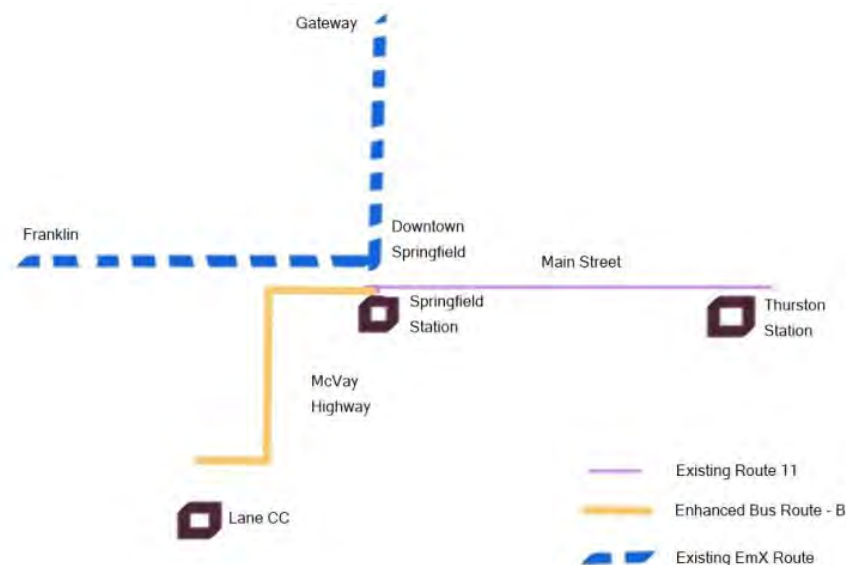 Gateway
Franklin
Downtown
Springfield
Main Street
Springfield
Station
Thurston
Station
McVay
Highway
Lane CC
Existing Route 11
Enhanced Bus Route - B
Existing EmX Route